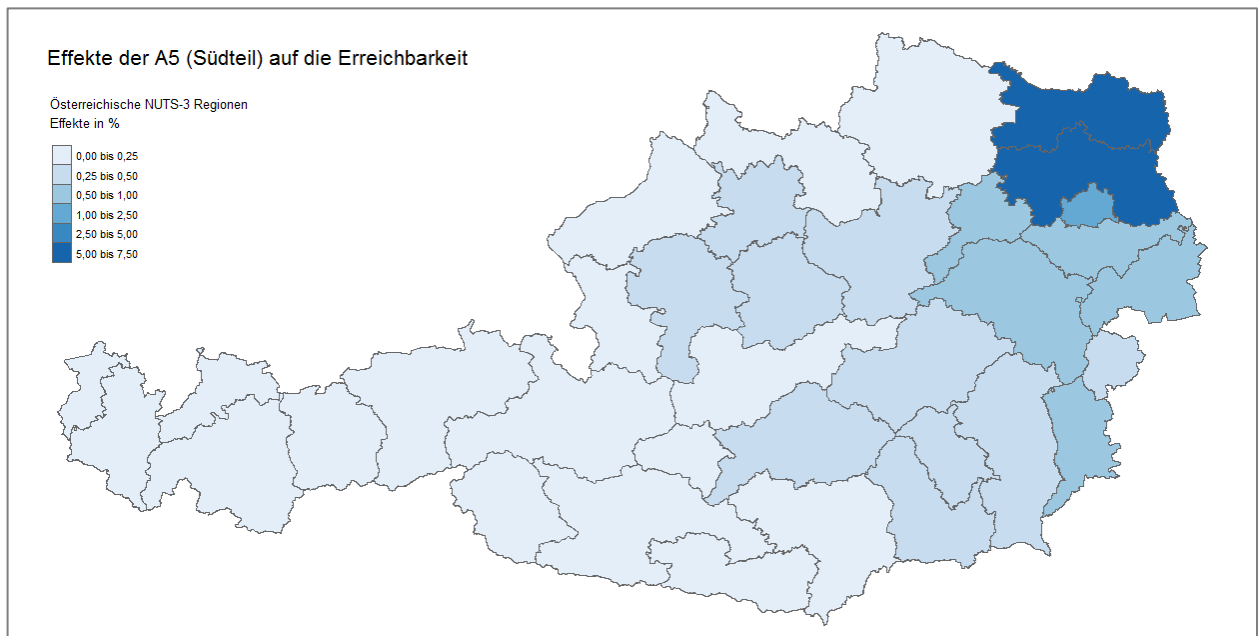 Effekte der A5 (Südteil) auf die Erreichbarkeit
Österreichische NUTS-3 Regionen
Effekte in %
0,00 bis 0,25
0,25 bis 0,50
0,50 bis 1,00
1,00 bis 2,50
2,50 bis 5,00
5,00 bis 7,50